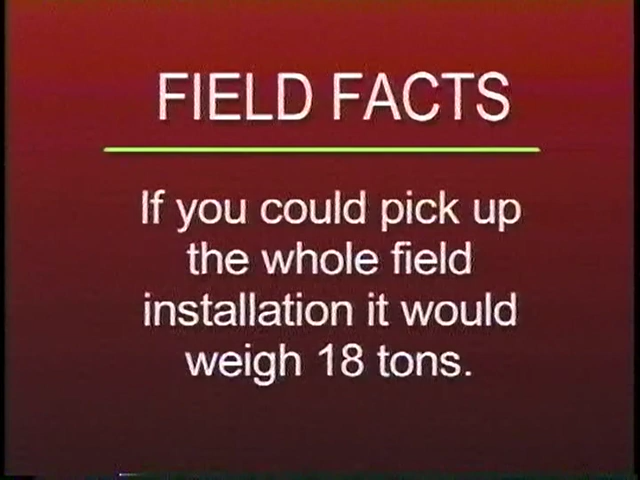 FIELD FACTS
If you could pick up
the whole field
installation it would
weigh 18 tons.